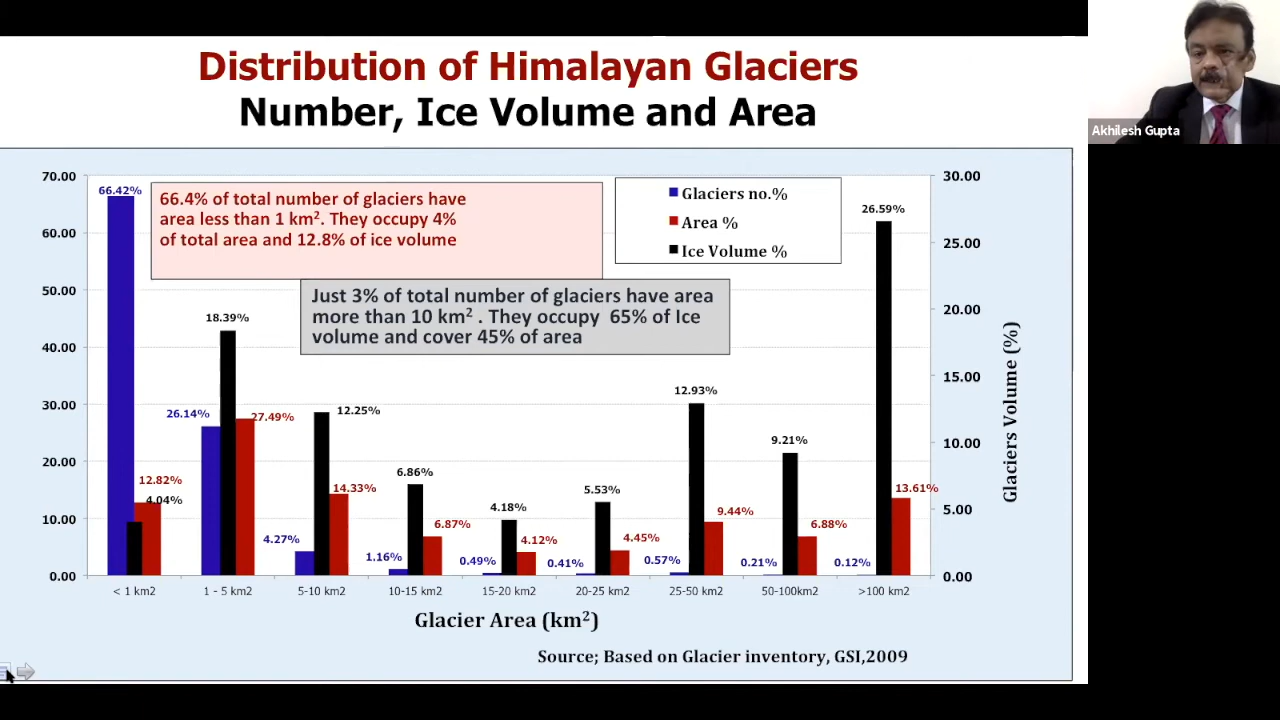 Distribution of Himalayan Glaciers
Number, Ice Volume and Area
Akhilesh Gupta
70.00
60.00
50.00
40.00
30.00
20.00
10.00
0.00
30.00
25.00
20.00
15.00
10.00
5.00
0.00
Glaciers Volume (%)
66.4% of total number of glaciers have
area less than 1 km². They occupy 4%
of total area and 12.8% of ice volume
Glaciers no.%
Area %
Ice Volume %
Just 3% of total number of glaciers have area
more than 10 km² . They occupy 65% of Ice
volume and cover 45% of area
66.42%
12.82%
4.04%
26.14%
18.39%
27.49%
4.27%
12.25%
14.33%
1.16%
6.86%
6.87%
0.49%
4.18%
4.12%
0.41%
5.53%
4.45%
0.57%
12.93%
9.44%
0.21%
9.21%
6.88%
0.12%
26.59%
13.61%
< 1 km2
1 - 5 km2
5-10 km2
10-15 km2
15-20 km2
20-25 km2
25-50 km2
50-100km2
>100 km2
Glacier Area (km²)
Source; Based on Glacier inventory, GSI,2009